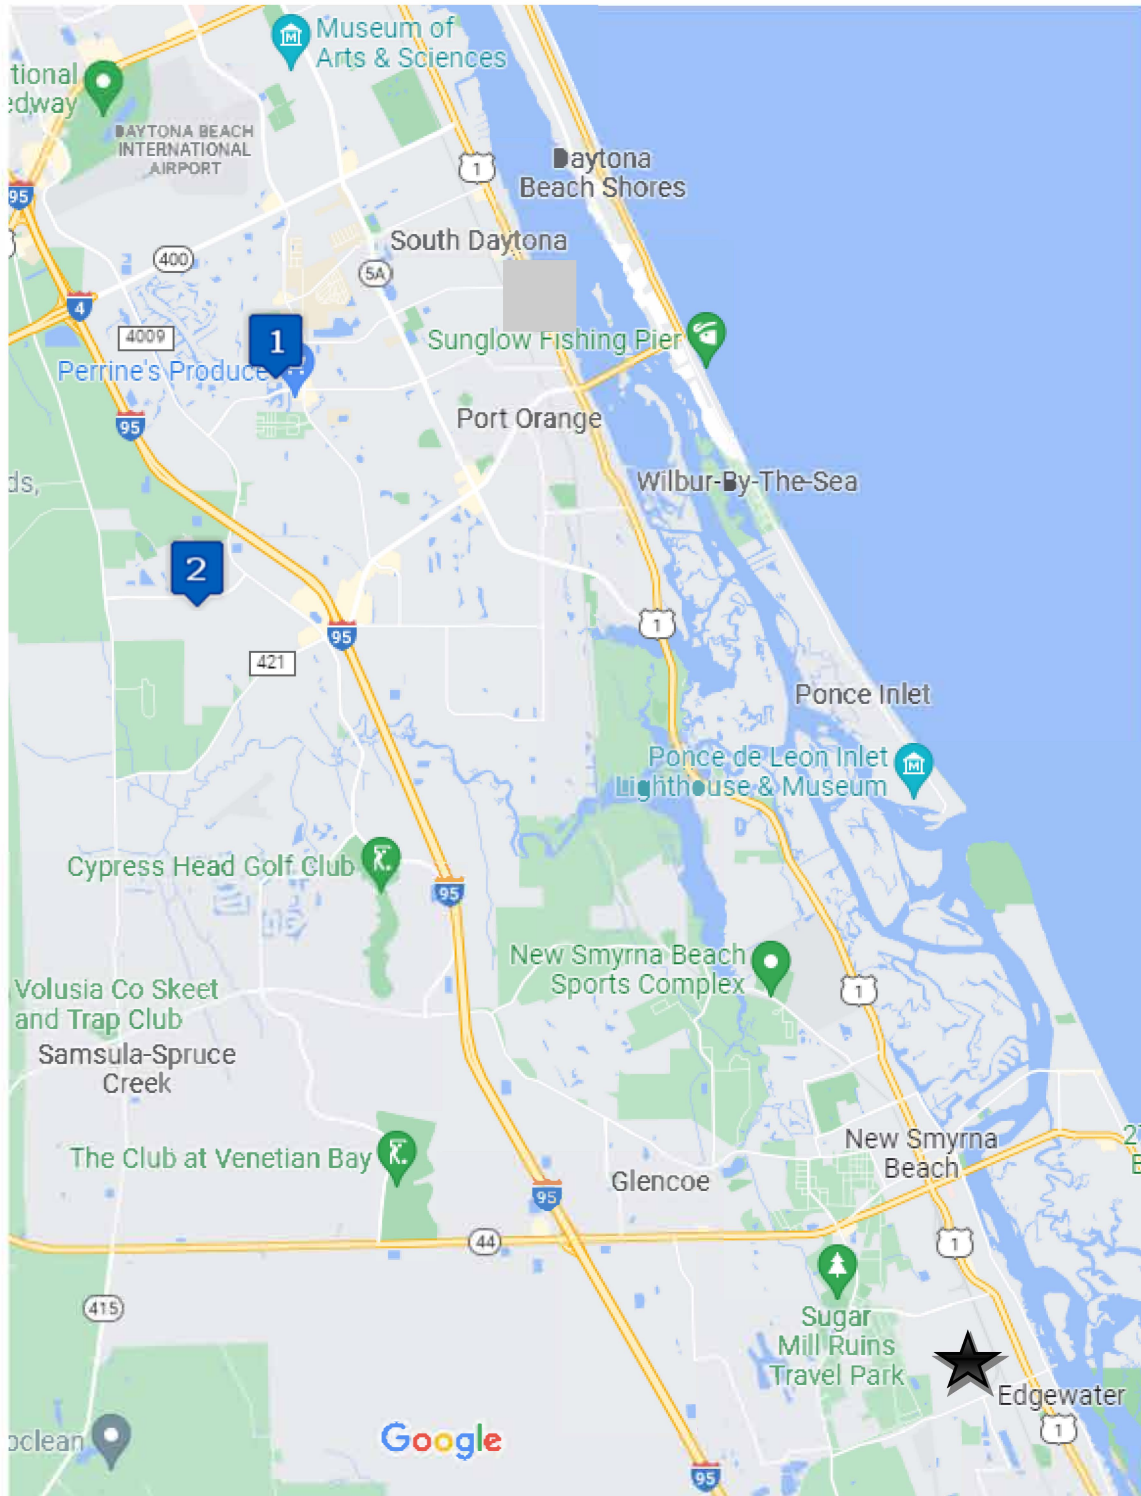 Museum of
Arts & Sciences
tional
edway
DAYTONA BEACH
INTERNATIONAL
AIRPORT
1
Daytona
Beach Shores
95
South Daytona
400
5A
4
4009
1
Sunglow Fishing Pier
Perrine's Produce
95
Port Orange
ds,
Wilbur-By-The-Sea
2
1
95
421
Ponce Inlet
Ponce de Leon Inlet
Lighthouse & Museum
Cypress Head Golf Club
95
New Smyrna Beach
Sports Complex
1
Volusia Co Skeet
and Trap Club
Samsula-Spruce
Creek
New Smyrna
Beach
The Club at Venetian Bay
Glencoe
95
44
1
415
Sugar
Mill Ruins
Travel Park
Edgewater
1
oclean
Google
95